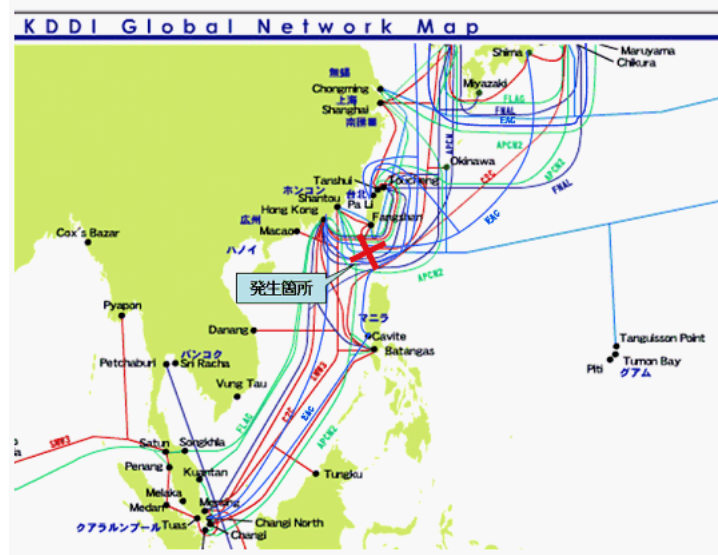 KDDI Global Network Map
Maruyama
Chikura
Shima
Miyazaki
無錫
Chongming
上海
Shanghai
FLAG
FNAL
EAC
APCN
APCN2
Okinawa
Tanshui
Toucheng
台北
Pa Li
ホンコン
Shantou
Hong Kong
Fangshan
C2C
APCN2
FNAL
EAC
広州
Macao
Cox's Bazar
ハノイ
発生箇所
APCN2
Pyapon
マニラ
Cavite
Batangas
Danang
Tanguisson Point
Tumon Bay
Piti
グアム
バンコク
Petchaburi
Sri Racha
Vung Tau
SMW3
C2C
EAC
FLAG
APCN2
SMW3
Satun
Songkhla
Penang
Kuantan
Tungku
Melaka
Medan
Mersing
クアラルンプール
Tuas
Changi North
Changi